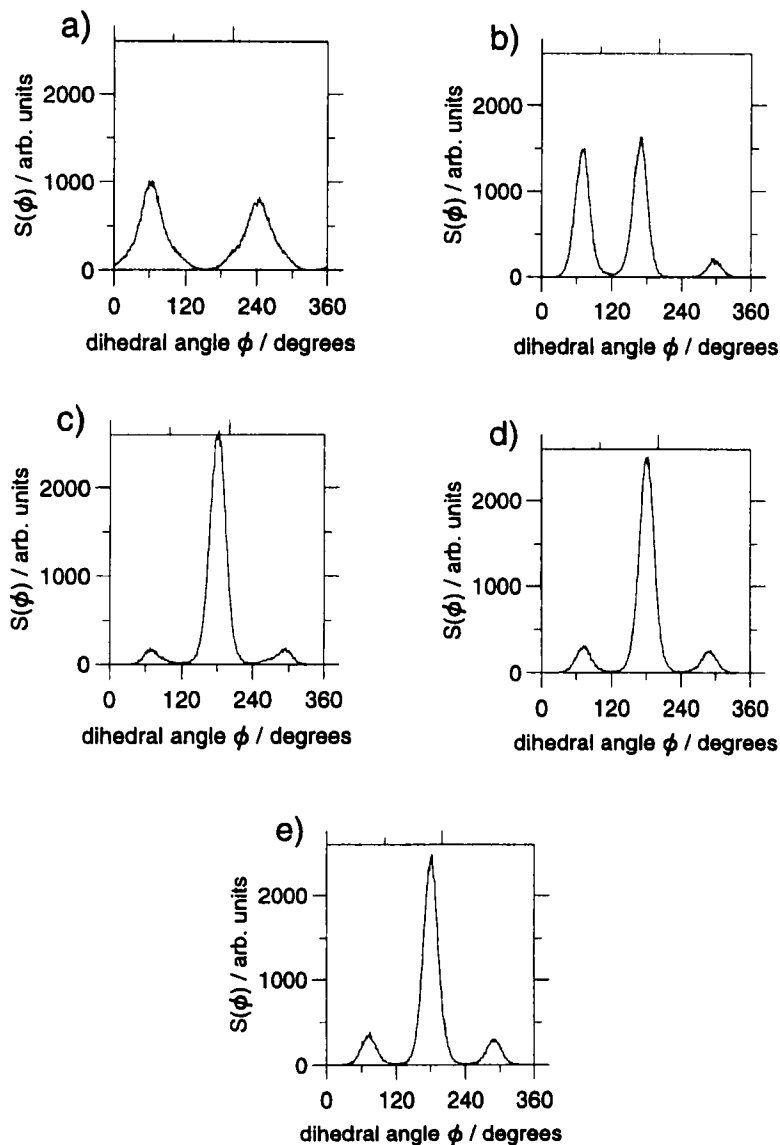 a)
S(ϕ) / arb. units
2000
1000
0
0 120 240 360
dihedral angle ϕ / degrees
b)
S(ϕ) / arb. units
2000
1000
0
0 120 240 360
dihedral angle ϕ / degrees
c)
S(ϕ) / arb. units
2000
1000
0
0 120 240 360
dihedral angle ϕ / degrees
d)
S(ϕ) / arb. units
2000
1000
0
0 120 240 360
dihedral angle ϕ / degrees
e)
S(ϕ) / arb. units
2000
1000
0
0 120 240 360
dihedral angle ϕ / degrees